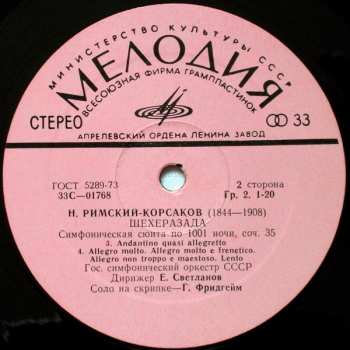 МИНИСТЕРСТВО КУЛЬТУРЫ СССР
МЕЛОДИЯ
ВСЕСОЮЗНАЯ ФИРМА ГРАМПЛАСТИНОК
СТЕРЕО
33
АПРЕЛЕВСКИЙ ОРДЕНА ЛЕНИНА ЗАВОД
ГОСТ 5289-73
2 сторона
33С—01768
Гр. 2. 1-20
Н. РИМСКИЙ-КОРСАКОВ (1844—1908)
ШЕХЕРАЗАДА
Симфоническая сюита по 1001 ночи, соч. 35
3. Andantino quasi allegretto
4. Allegro molto. Allegro molto e frenetico.
Allegro non troppo e maestoso. Lento
Гос. симфонический оркестр СССР
Дирижер Е. Светланов
Соло на скрипке—Г. Фридгейм